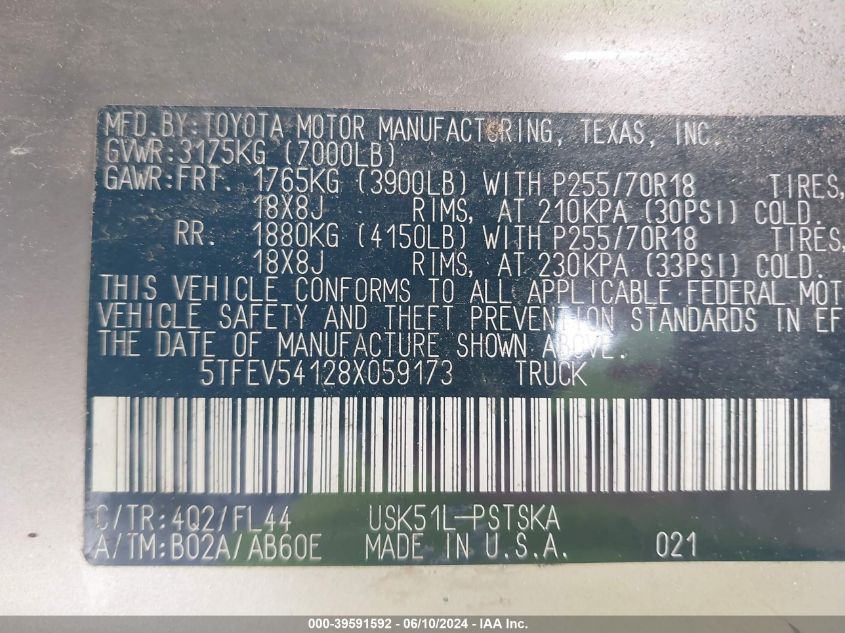 MFD.BY:TOYOTA MOTOR MANUFACTURING, TEXAS, INC.
GVWR:3175KG (7000LB)
GAWR:FRT. 1765KG (3900LB) WITH P255/70R18 TIRES,
18X8J RIMS, AT 210KPA (30PSI) COLD.
RR. 1880KG (4150LB) WITH P255/70R18 TIRES,
18X8J RIMS, AT 230KPA (33PSI) COLD.
THIS VEHICLE CONFORMS TO ALL APPLICABLE FEDERAL MOT
VEHICLE SAFETY AND THEFT PREVENTION STANDARDS IN EF
THE DATE OF MANUFACTURE SHOWN ABOVE.
5TFEV54128X059173 TRUCK
C/TR:4Q2/FL44 USK51L-PSTSKA
A/TM:B02A/AB60E MADE IN U.S.A. 021
000-39591592 - 06/10/2024 - IAA Inc.